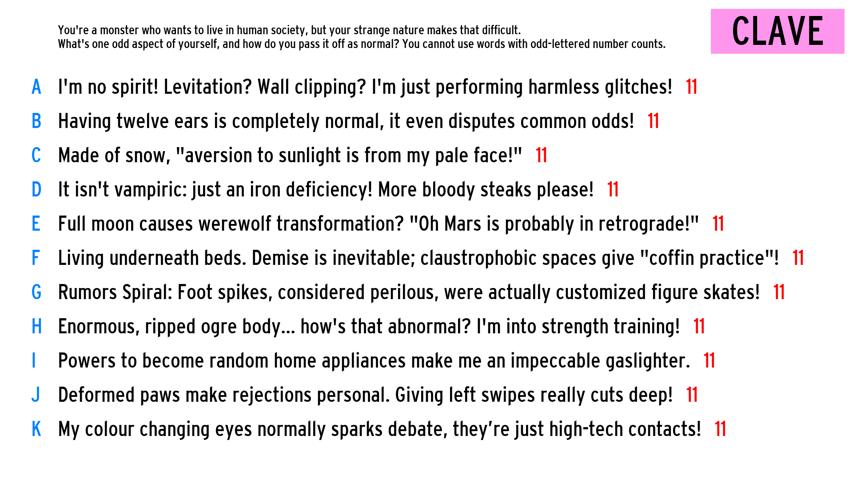 You're a monster who wants to live in human society, but your strange nature makes that difficult.
What's one odd aspect of yourself, and how do you pass it off as normal? You cannot use words with odd-lettered number counts.
CLAVE
A I'm no spirit! Levitation? Wall clipping? I'm just performing harmless glitches! 11
B Having twelve ears is completely normal, it even disputes common odds! 11
C Made of snow, "aversion to sunlight is from my pale face!" 11
D It isn't vampiric: just an iron deficiency! More bloody steaks please! 11
E Full moon causes werewolf transformation? "Oh Mars is probably in retrograde!" 11
F Living underneath beds. Demise is inevitable; claustrophobic spaces give "coffin practice"! 11
G Rumors Spiral: Foot spikes, considered perilous, were actually customized figure skates! 11
H Enormous, ripped ogre body... how's that abnormal? I'm into strength training! 11
I Powers to become random home appliances make me an impeccable gaslighter. 11
J Deformed paws make rejections personal. Giving left swipes really cuts deep! 11
K My colour changing eyes normally sparks debate, they’re just high-tech contacts! 11